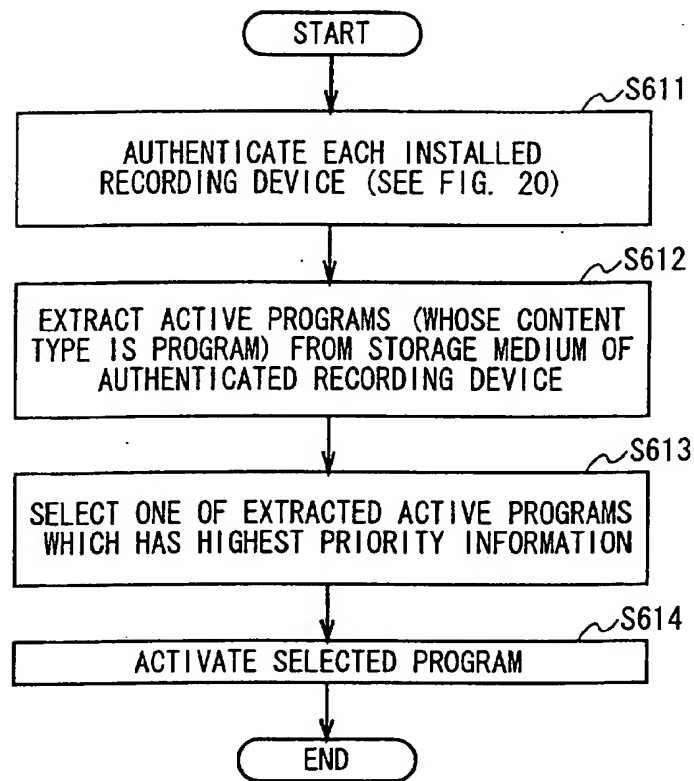 START
S611
AUTHENTICATE EACH INSTALLED
RECORDING DEVICE (SEE FIG. 20)
S612
EXTRACT ACTIVE PROGRAMS (WHOSE CONTENT
TYPE IS PROGRAM) FROM STORAGE MEDIUM OF
AUTHENTICATED RECORDING DEVICE
S613
SELECT ONE OF EXTRACTED ACTIVE PROGRAMS
WHICH HAS HIGHEST PRIORITY INFORMATION
S614
ACTIVATE SELECTED PROGRAM
END